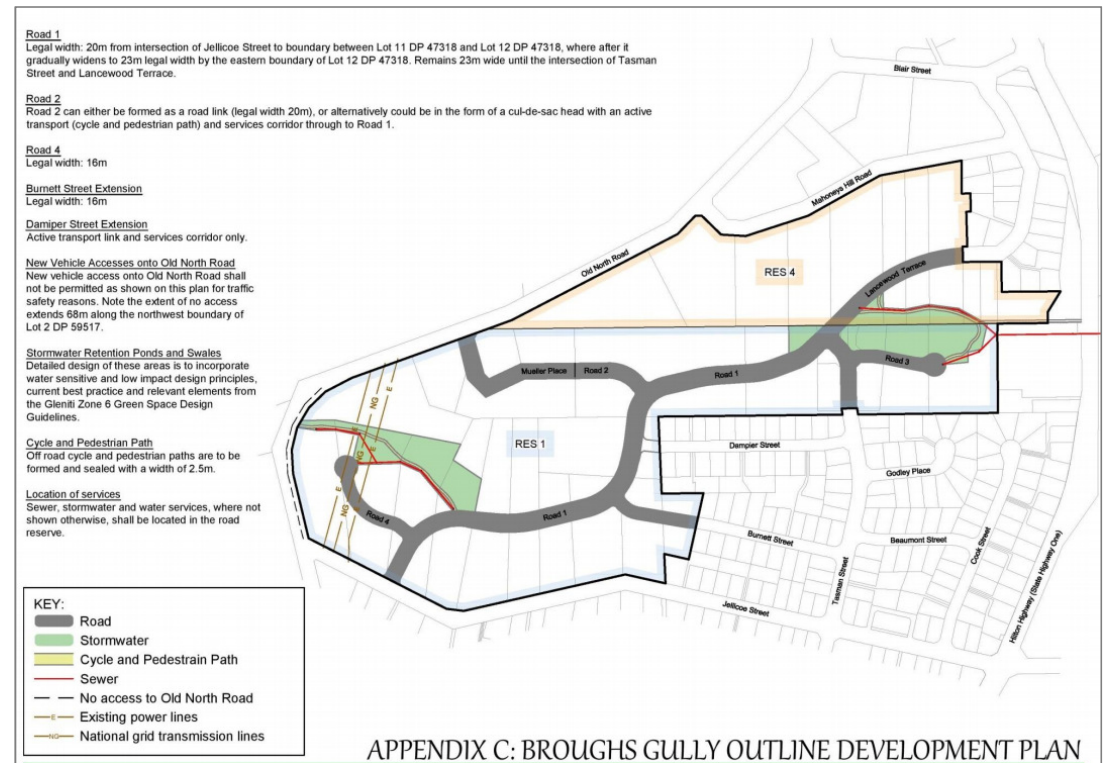 Road 1
Legal width: 20m from intersection of Jellicoe Street to boundary between Lot 11 DP 47318 and Lot 12 DP 47318, where after it
gradually widens to 23m legal width by the eastern boundary of Lot 12 DP 47318. Remains 23m wide until the intersection of Tasman
Street and Lancewood Terrace.
Road 2
Road 2 can either be formed as a road link (legal width 20m), or alternatively could be in the form of a cul-de-sac head with an active
transport (cycle and pedestrian path) and services corridor through to Road 1.
Road 4
Legal width: 16m
Burnett Street Extension
Legal width: 16m
Damiper Street Extension
Active transport link and services corridor only.
New Vehicle Accesses onto Old North Road
New vehicle access onto Old North Road shall
not be permitted as shown on this plan for traffic
safety reasons. Note the extent of no access
extends 68m along the northwest boundary of
Lot 2 DP 59517.
Stormwater Retention Ponds and Swales
Detailed design of these areas is to incorporate
water sensitive and low impact design principles,
current best practice and relevant elements from
the Gleniti Zone 6 Green Space Design
Guidelines.
Cycle and Pedestrian Path
Off road cycle and pedestrian paths are to be
formed and sealed with a width of 2.5m.
Location of services
Sewer, stormwater and water services, where not
shown otherwise, shall be located in the road
reserve.
Blair Street
Mahoneys Hill Road
Old North Road
RES 4
Lancewood Terrace
Road 3
Road 1
Mueller Place
Road 2
E
NG
E
RES 1
Dampier Street
Godley Place
E
NG
E
E
NG
Road 4
Road 1
Burnett Street
Beaumont Street
Cook Street
Tasman Street
Jellicoe Street
Hilton Highway (State Highway One)
KEY:
Road
Stormwater
Cycle and Pedestrain Path
Sewer
No access to Old North Road
E
Existing power lines
NG
National grid transmission lines
APPENDIX C: BROUGHS GULLY OUTLINE DEVELOPMENT PLAN